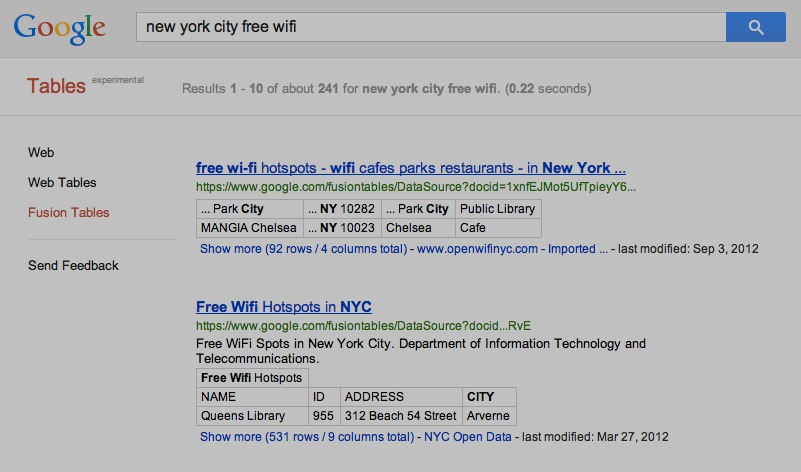 Google
new york city free wifi
Tables experimental
Results 1 - 10 of about 241 for new york city free wifi. (0.22 seconds)
Web
Web Tables
Fusion Tables
Send Feedback
free wi-fi hotspots - wifi cafes parks restaurants - in New York ...
https://www.google.com/fusiontables/DataSource?docid=1xnfEJMot5UfTpieyY6...
... Park City ... NY 10282 ... Park City Public Library
MANGIA Chelsea ... NY 10023 Chelsea Cafe
Show more (92 rows / 4 columns total) - www.openwifinyc.com - Imported ... - last modified: Sep 3, 2012
Free Wifi Hotspots in NYC
https://www.google.com/fusiontables/DataSource?docid...RvE
Free WiFi Spots in New York City. Department of Information Technology and
Telecommunications.
Free Wifi Hotspots
NAME ID ADDRESS CITY
Queens Library 955 312 Beach 54 Street Arverne
Show more (531 rows / 9 columns total) - NYC Open Data - last modified: Mar 27, 2012